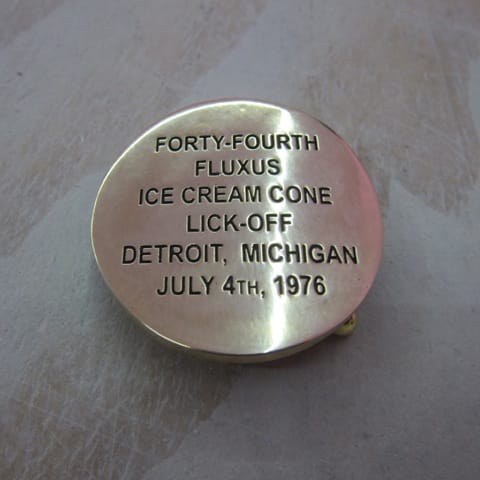 FORTY-FOURTH
FLUXUS
ICE CREAM CONE
LICK-OFF
DETROIT, MICHIGAN
JULY 4TH, 1976